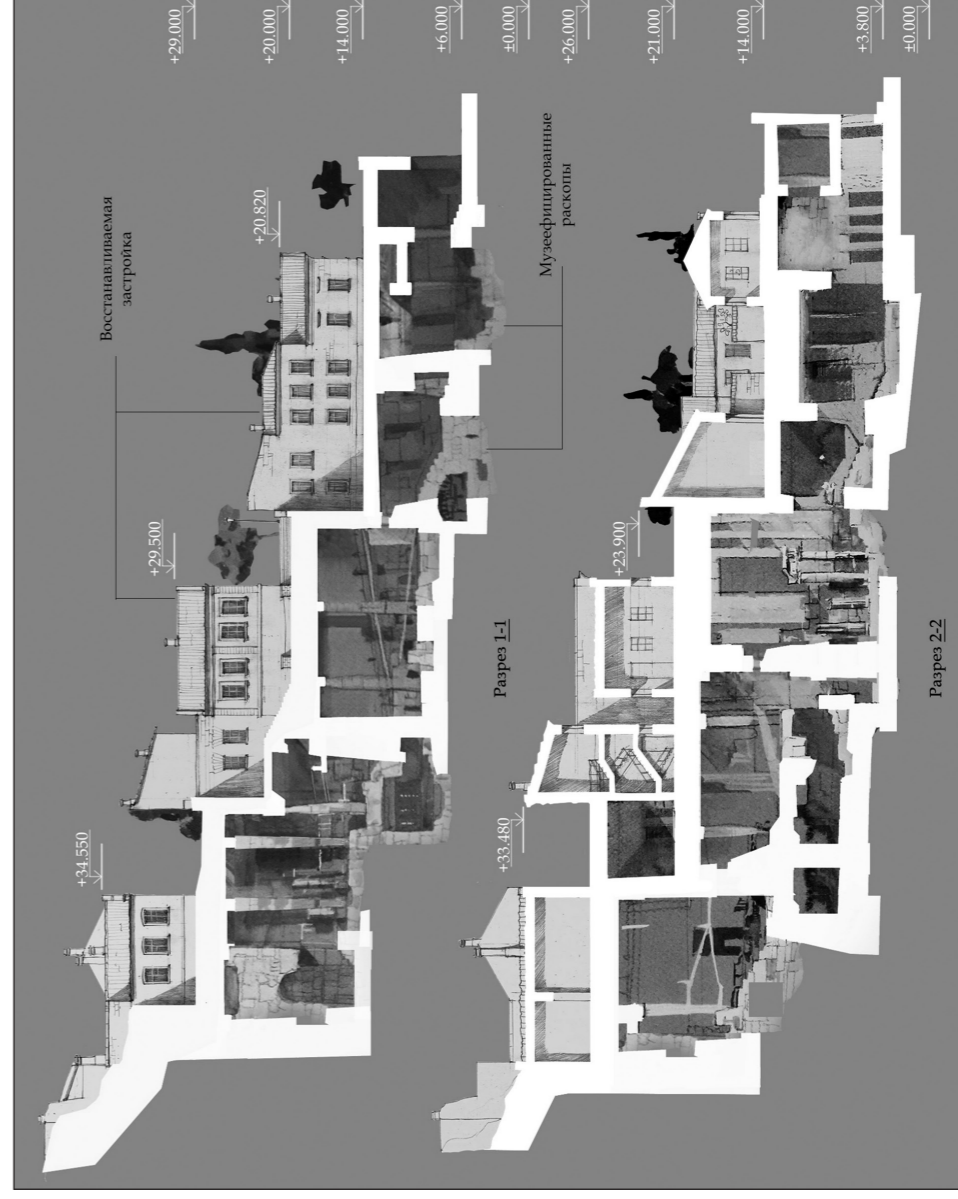 +34.550
Восстанавливаемая
застройка
+29.500
+29.000
+20.820
+20.000
+14.000
+6.000
Разрез 1-1
±0.000
Музеефицированные
раскопы
+33.480
+26.000
+23.900
+21.000
+14.000
+3.800
±0.000
Разрез 2-2